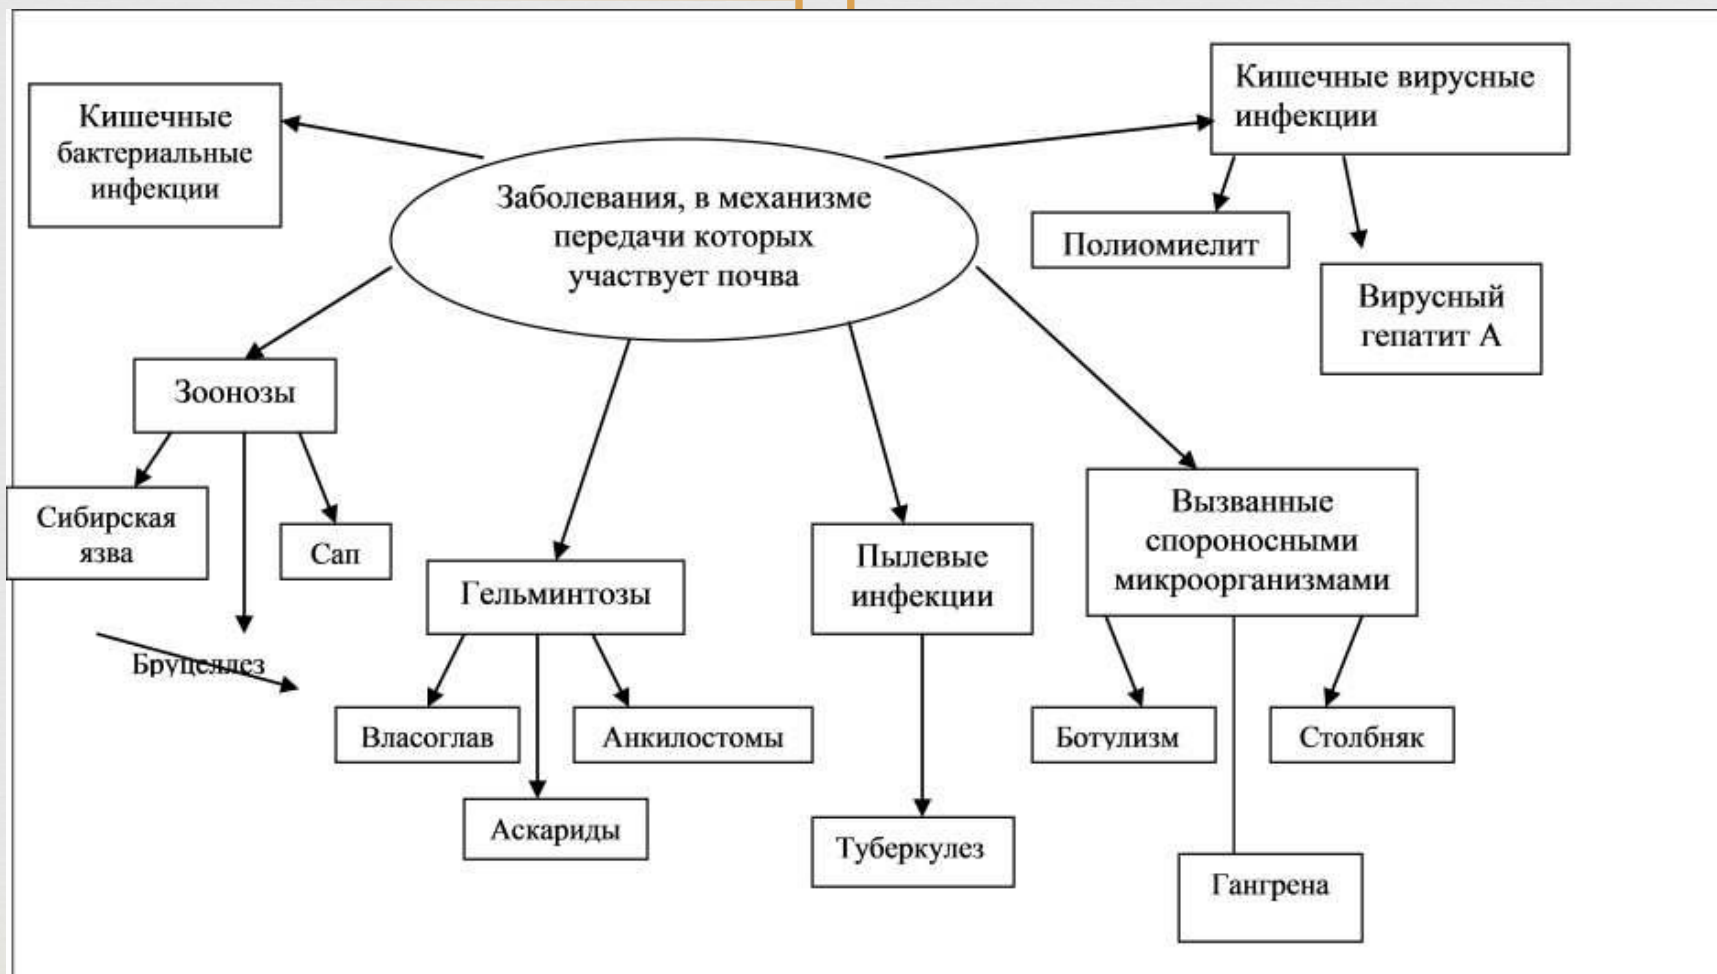 Кишечные вирусные
инфекции
Кишечные
бактериальные
инфекции
Заболевания, в механизме
передачи которых
участвует почва
Полиомиелит
Вирусный
гепатит А
Зоонозы
Сибирская
язва
Сап
Бруцеллез
Гельминтозы
Власоглав
Анкилостомы
Аскариды
Пылевые
инфекции
Туберкулез
Вызванные
спороносными
микроорганизмами
Ботулизм
Столбняк
Гангрена